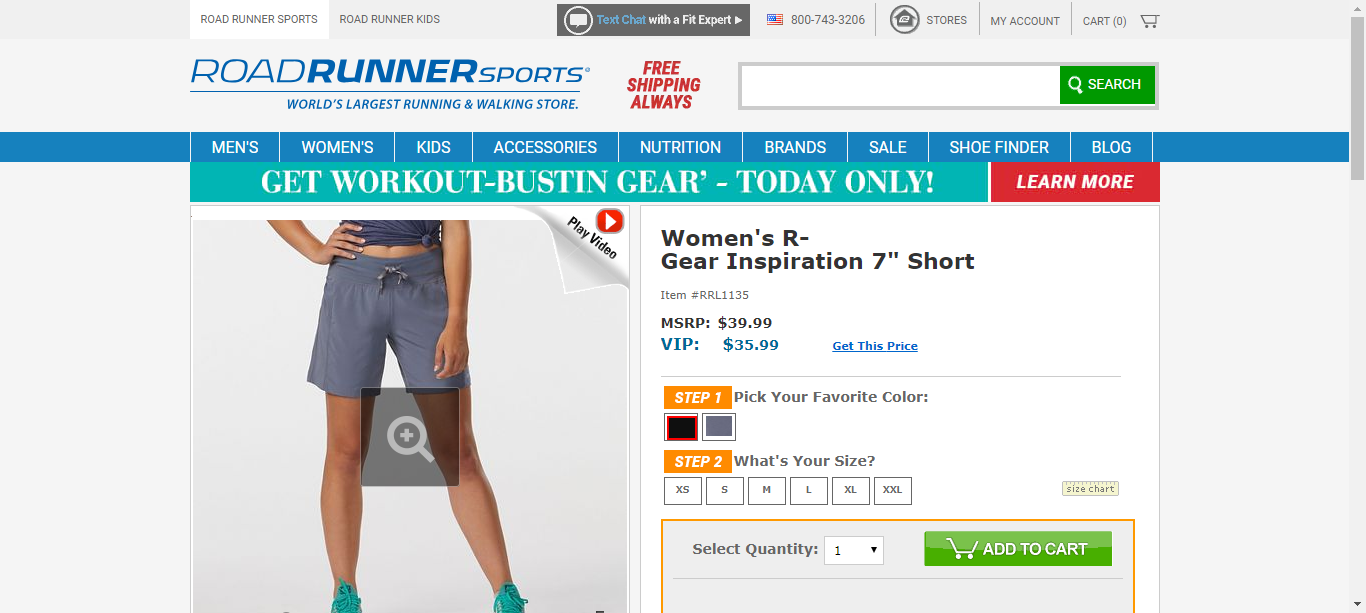 ROAD RUNNER SPORTS
ROAD RUNNER KIDS
Text Chat with a Fit Expert
800-743-3206
STORES
MY ACCOUNT
CART (0)
ROADRUNNERSPORTS®
WORLD'S LARGEST RUNNING & WALKING STORE.
FREE
SHIPPING
ALWAYS
SEARCH
MEN'S
WOMEN'S
KIDS
ACCESSORIES
NUTRITION
BRANDS
SALE
SHOE FINDER
BLOG
GET WORKOUT-BUSTIN GEAR’ - TODAY ONLY!
LEARN MORE
Play Video
Women's R-
Gear Inspiration 7" Short
Item #RRL1135
MSRP: $39.99
VIP: $35.99
Get This Price
STEP 1 Pick Your Favorite Color:
STEP 2 What's Your Size?
XS
S
M
L
XL
XXL
size chart
Select Quantity: 1
ADD TO CART